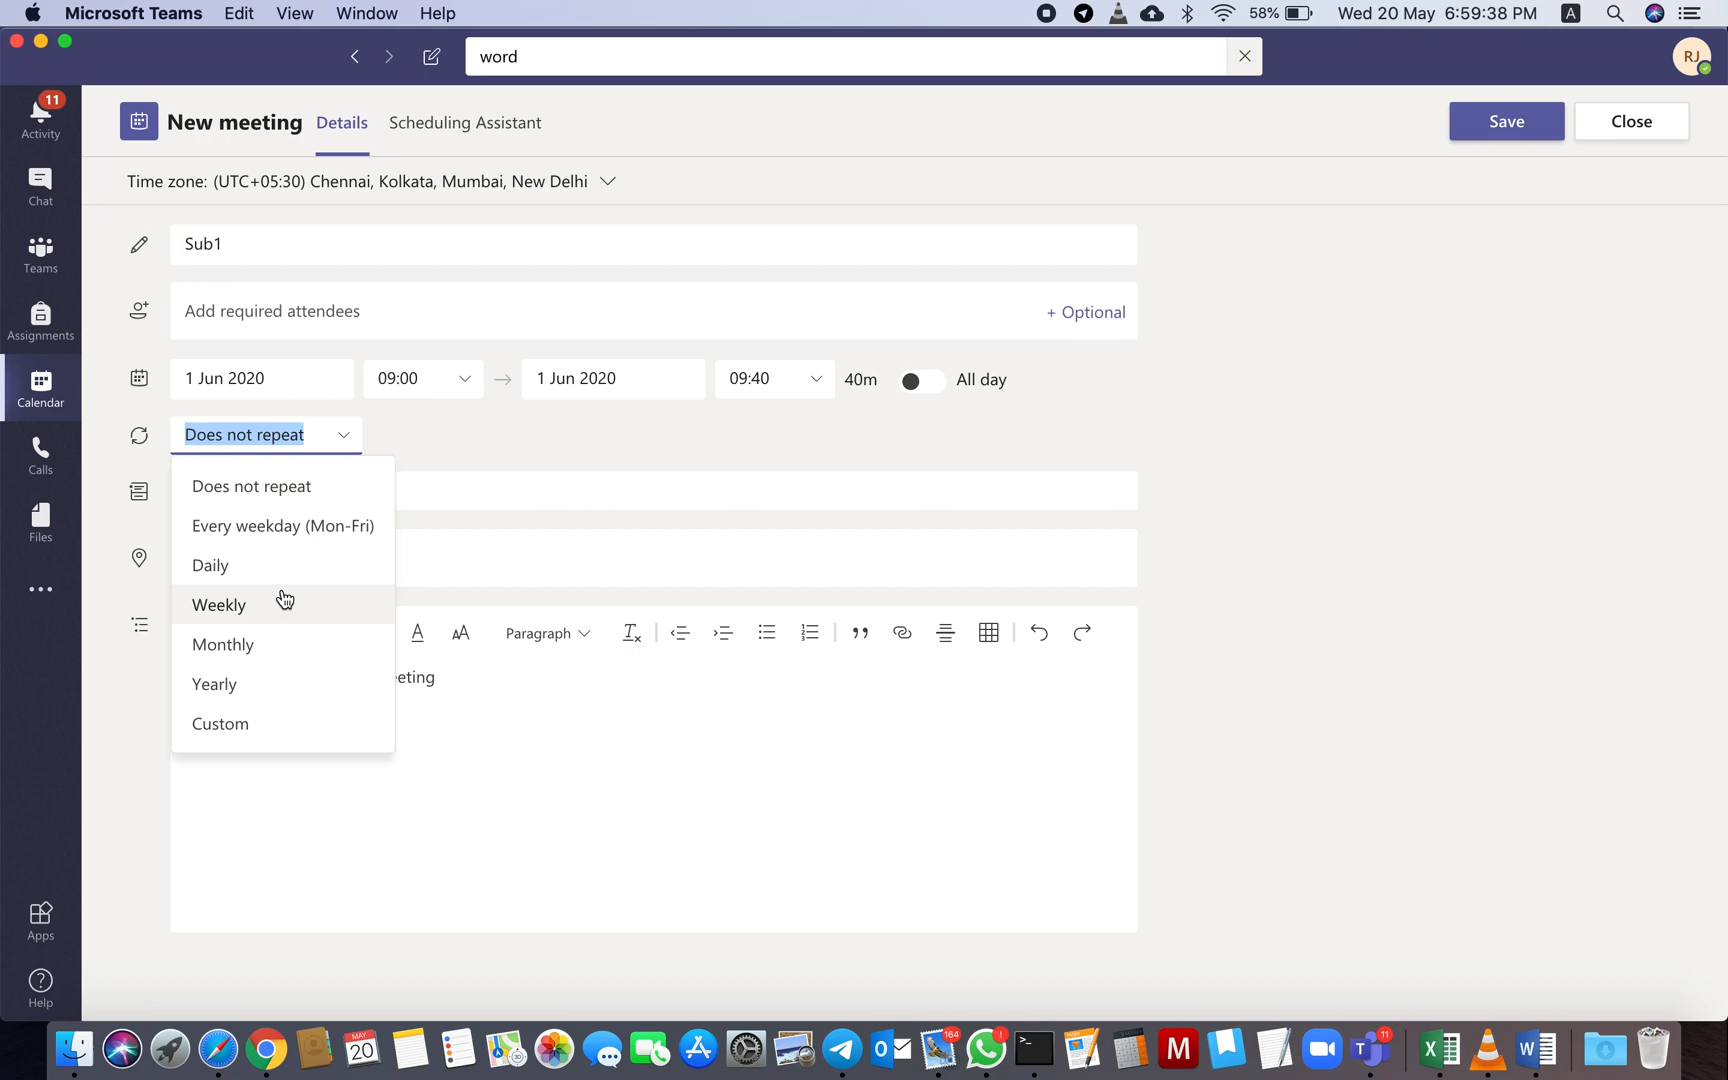 Microsoft Teams Edit View Window Help 58% Wed 20 May 6:59:38 PM A
word
RJ
11
Activity
Chat
Teams
Assignments
Calendar
Calls
Files
Apps
Help
New meeting Details Scheduling Assistant Save Close
Time zone: (UTC+05:30) Chennai, Kolkata, Mumbai, New Delhi
Sub1
Add required attendees + Optional
1 Jun 2020 09:00 → 1 Jun 2020 09:40 40m All day
Does not repeat
Does not repeat
Every weekday (Mon-Fri)
Daily
Weekly
Monthly
Yearly
Custom
A AA Paragraph
eeting
MAY
20
3D
164
11